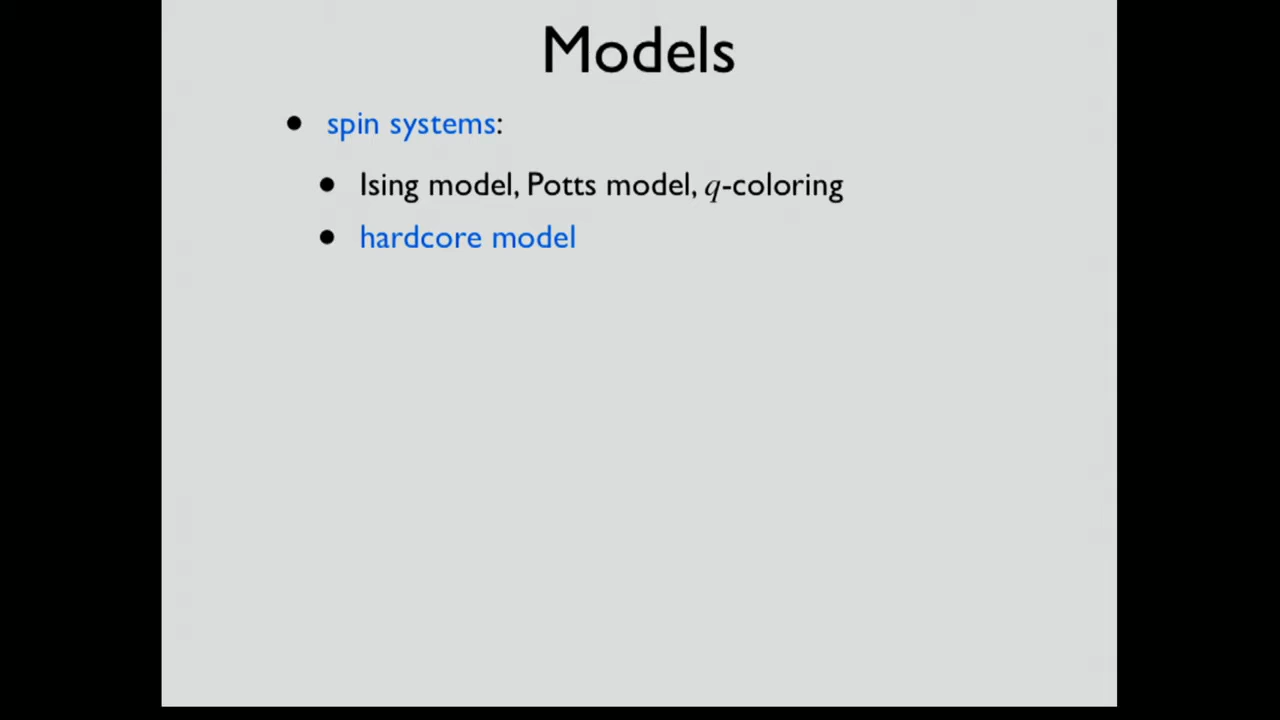 Models
• spin systems:
• Ising model, Potts model, q-coloring
• hardcore model